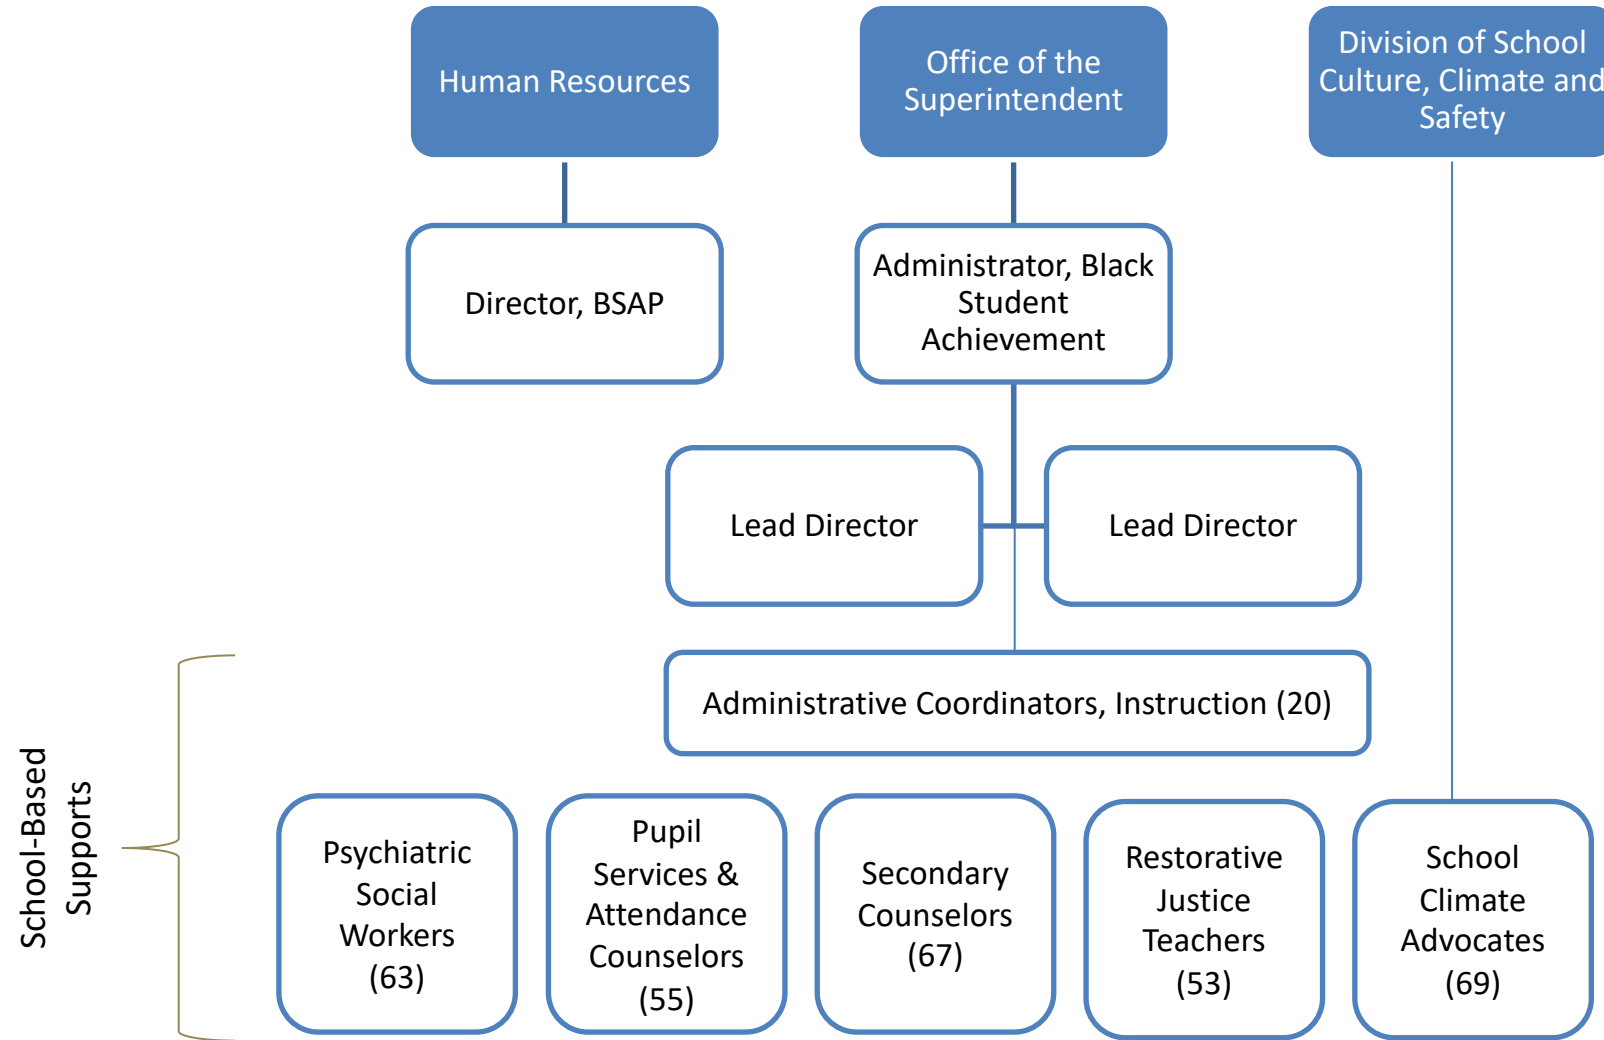 Human Resources
Office of the
Superintendent
Division of School
Culture, Climate and
Safety
Director, BSAP
Administrator, Black
Student
Achievement
Lead Director
Lead Director
Administrative Coordinators, Instruction (20)
School-Based
Supports
Psychiatric
Social
Workers
(63)
Pupil
Services &
Attendance
Counselors
(55)
Secondary
Counselors
(67)
Restorative
Justice
Teachers
(53)
School
Climate
Advocates
(69)